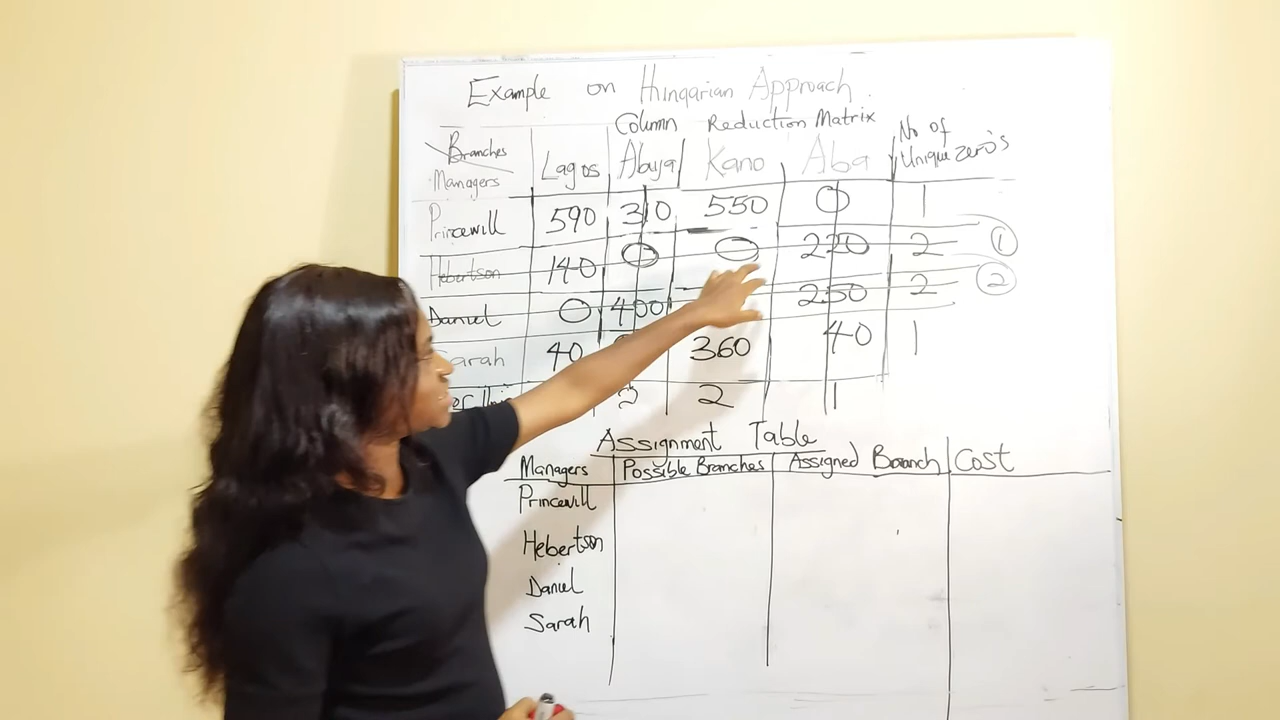 Example on Hungarian Approach.
Column Reduction Matrix
Branches
Managers
Lagos Abuja Kano Aba No of Unique zero's
Princewill 590 310 550 0 1
Hebertson 140 0 0 220 2 1
Daniel 0 400 250 2 2
Sarah 40 360 40 1
2 2 1
Assignment Table
Managers Possible Branches Assigned Branch Cost
Princewill
Hebertson
Daniel
Sarah